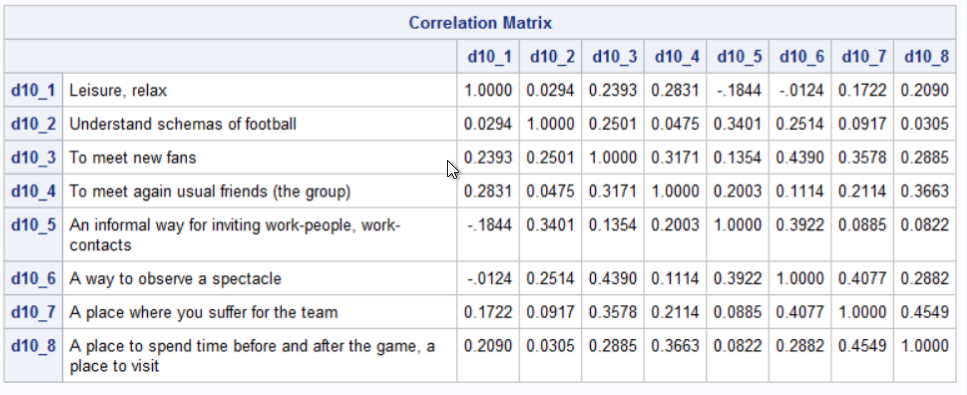 Correlation Matrix
d10_1 d10_2 d10_3 d10_4 d10_5 d10_6 d10_7 d10_8
d10_1 Leisure, relax 1.0000 0.0294 0.2393 0.2831 -.1844 -.0124 0.1722 0.2090
d10_2 Understand schemas of football 0.0294 1.0000 0.2501 0.0475 0.3401 0.2514 0.0917 0.0305
d10_3 To meet new fans 0.2393 0.2501 1.0000 0.3171 0.1354 0.4390 0.3578 0.2885
d10_4 To meet again usual friends (the group) 0.2831 0.0475 0.3171 1.0000 0.2003 0.1114 0.2114 0.3663
d10_5 An informal way for inviting work-people, work- -.1844 0.3401 0.1354 0.2003 1.0000 0.3922 0.0885 0.0822
contacts
d10_6 A way to observe a spectacle -.0124 0.2514 0.4390 0.1114 0.3922 1.0000 0.4077 0.2882
d10_7 A place where you suffer for the team 0.1722 0.0917 0.3578 0.2114 0.0885 0.4077 1.0000 0.4549
d10_8 A place to spend time before and after the game, a 0.2090 0.0305 0.2885 0.3663 0.0822 0.2882 0.4549 1.0000
place to visit